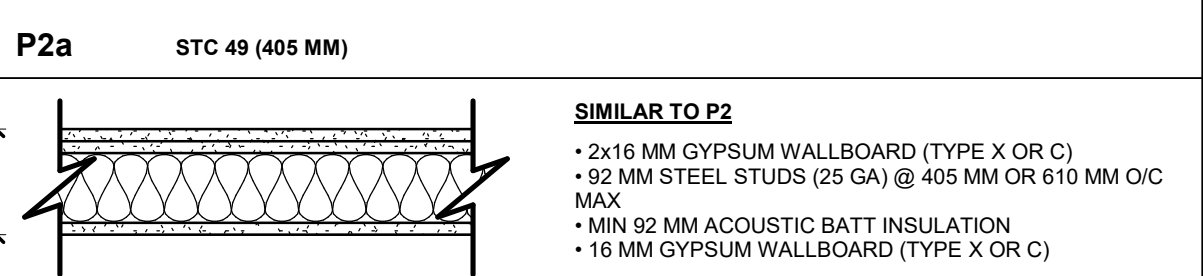 P2a STC 49 (405 MM)
SIMILAR TO P2
• 2x16 MM GYPSUM WALLBOARD (TYPE X OR C)
• 92 MM STEEL STUDS (25 GA) @ 405 MM OR 610 MM O/C
MAX
• MIN 92 MM ACOUSTIC BATT INSULATION
• 16 MM GYPSUM WALLBOARD (TYPE X OR C)